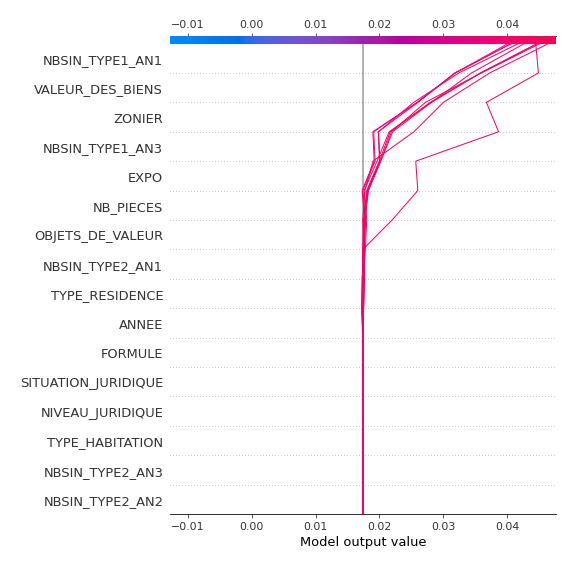 −0.01 0.00 0.01 0.02 0.03 0.04
NBSIN_TYPE1_AN1
VALEUR_DES_BIENS
ZONIER
NBSIN_TYPE1_AN3
EXPO
NB_PIECES
OBJETS_DE_VALEUR
NBSIN_TYPE2_AN1
TYPE_RESIDENCE
ANNEE
FORMULE
SITUATION_JURIDIQUE
NIVEAU_JURIDIQUE
TYPE_HABITATION
NBSIN_TYPE2_AN3
NBSIN_TYPE2_AN2
−0.01 0.00 0.01 0.02 0.03 0.04
Model output value